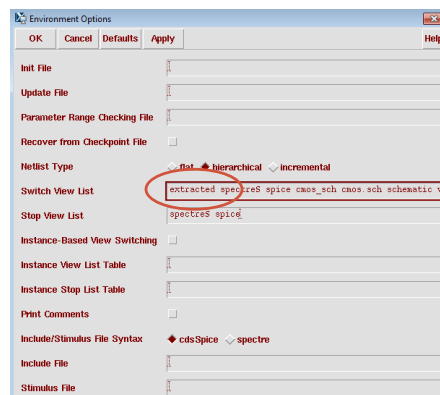 Environment Options
OK Cancel Defaults Apply Help
Init File
Update File
Parameter Range Checking File
Recover from Checkpoint File
Netlist Type flat hierarchical incremental
Switch View List extracted spectreS spice cmos_sch cmos.sch schematic v
Stop View List spectreS spice
Instance-Based View Switching
Instance View List Table
Instance Stop List Table
Print Comments
Include/Stimulus File Syntax cdsSpice spectre
Include File
Stimulus File